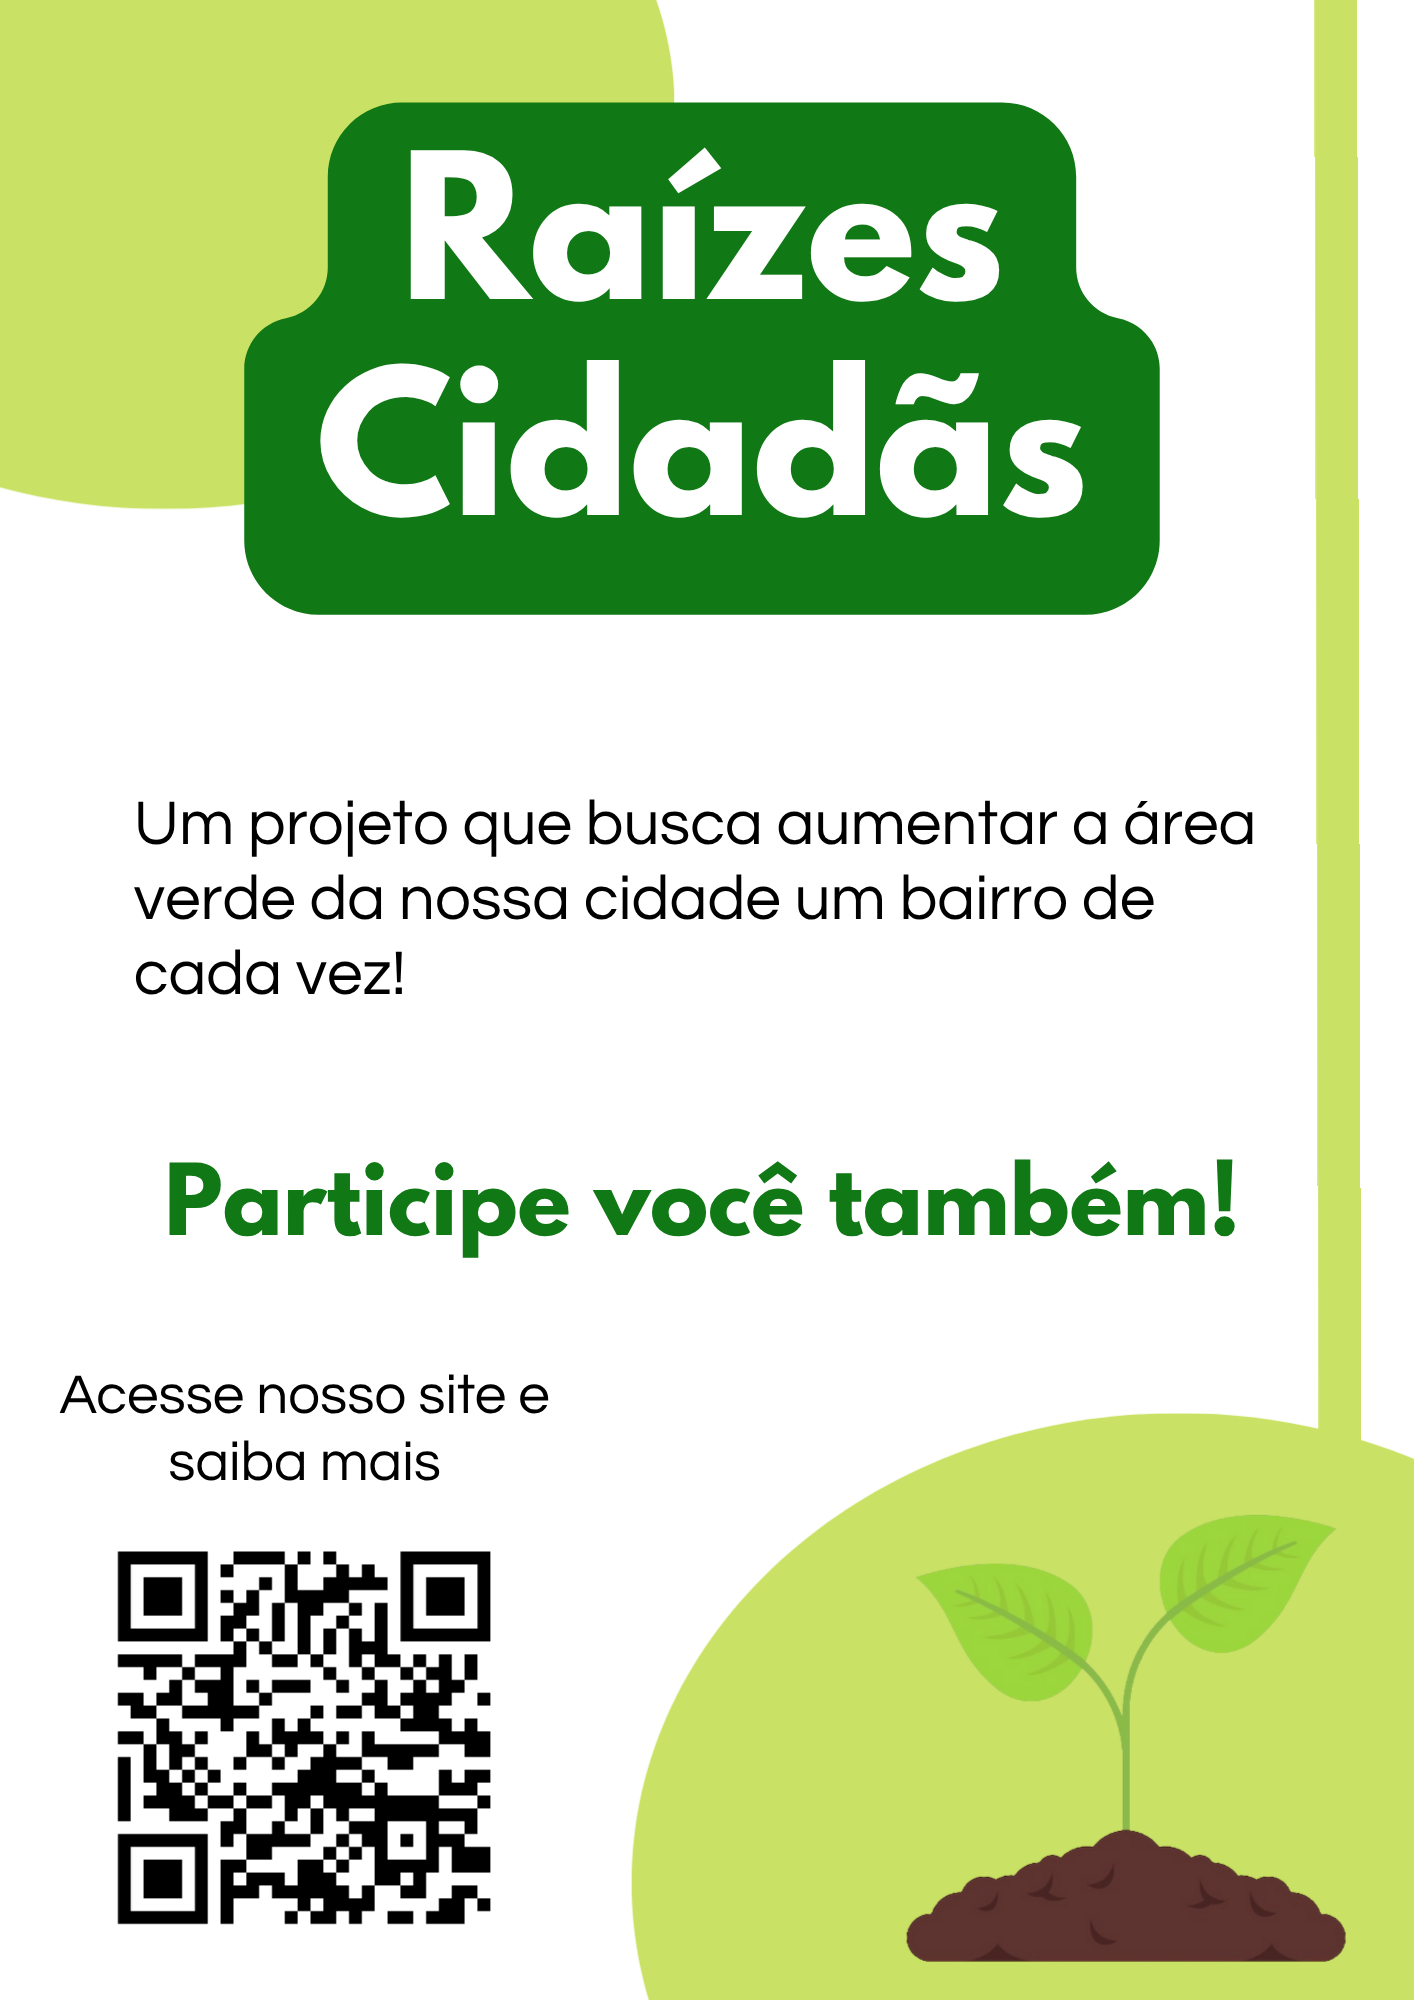 Raízes
Cidadãs
Um projeto que busca aumentar a área
verde da nossa cidade um bairro de
cada vez!
Participe você também!
Acesse nosso site e
saiba mais